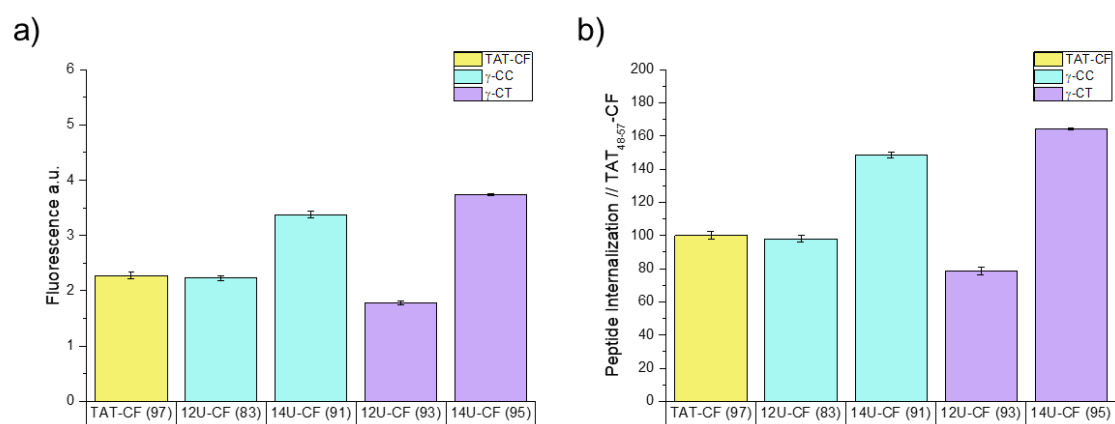 a)
TAT-CF
γ-CC
γ-CT
6
5
4
3
2
1
0
Fluorescence a.u.
TAT-CF (97) 12U-CF (83) 14U-CF (91) 12U-CF (93) 14U-CF (95)
b)
TAT-CF
γ-CC
γ-CT
200
180
160
140
120
100
80
60
40
20
0
Peptide Internalization // TAT48-57-CF
TAT-CF (97) 12U-CF (83) 14U-CF (91) 12U-CF (93) 14U-CF (95)